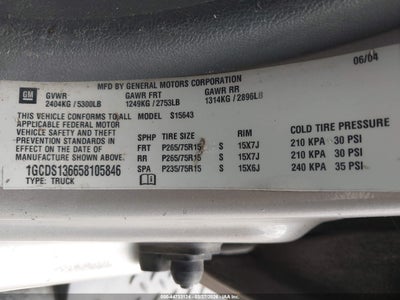 06/04
MFD BY GENERAL MOTORS CORPORATION
GM GVWR GAWR FRT GAWR RR
2404KG / 5300LB 1249KG / 2753LB 1314KG / 2896LB
THIS VEHICLE CONFORMS TO ALL MODEL S15643
APPLICABLE FEDERAL MOTOR COLD TIRE PRESSURE
VEHICLE SAFETY, BUMPER, AND THEFT SPHP TIRE SIZE RIM
PREVENTION STANDARDS IN FRT P265/75R15 S 15X7J 210 KPA 30 PSI
EFFECT ON THE DATE OF RR P265/75R15 S 15X7J 210 KPA 30 PSI
MANUFACTURE SHOWN ABOVE. SPA P235/75R15 S 15X6J 240 KPA 35 PSI
1GCDS136658105846
TYPE: TRUCK